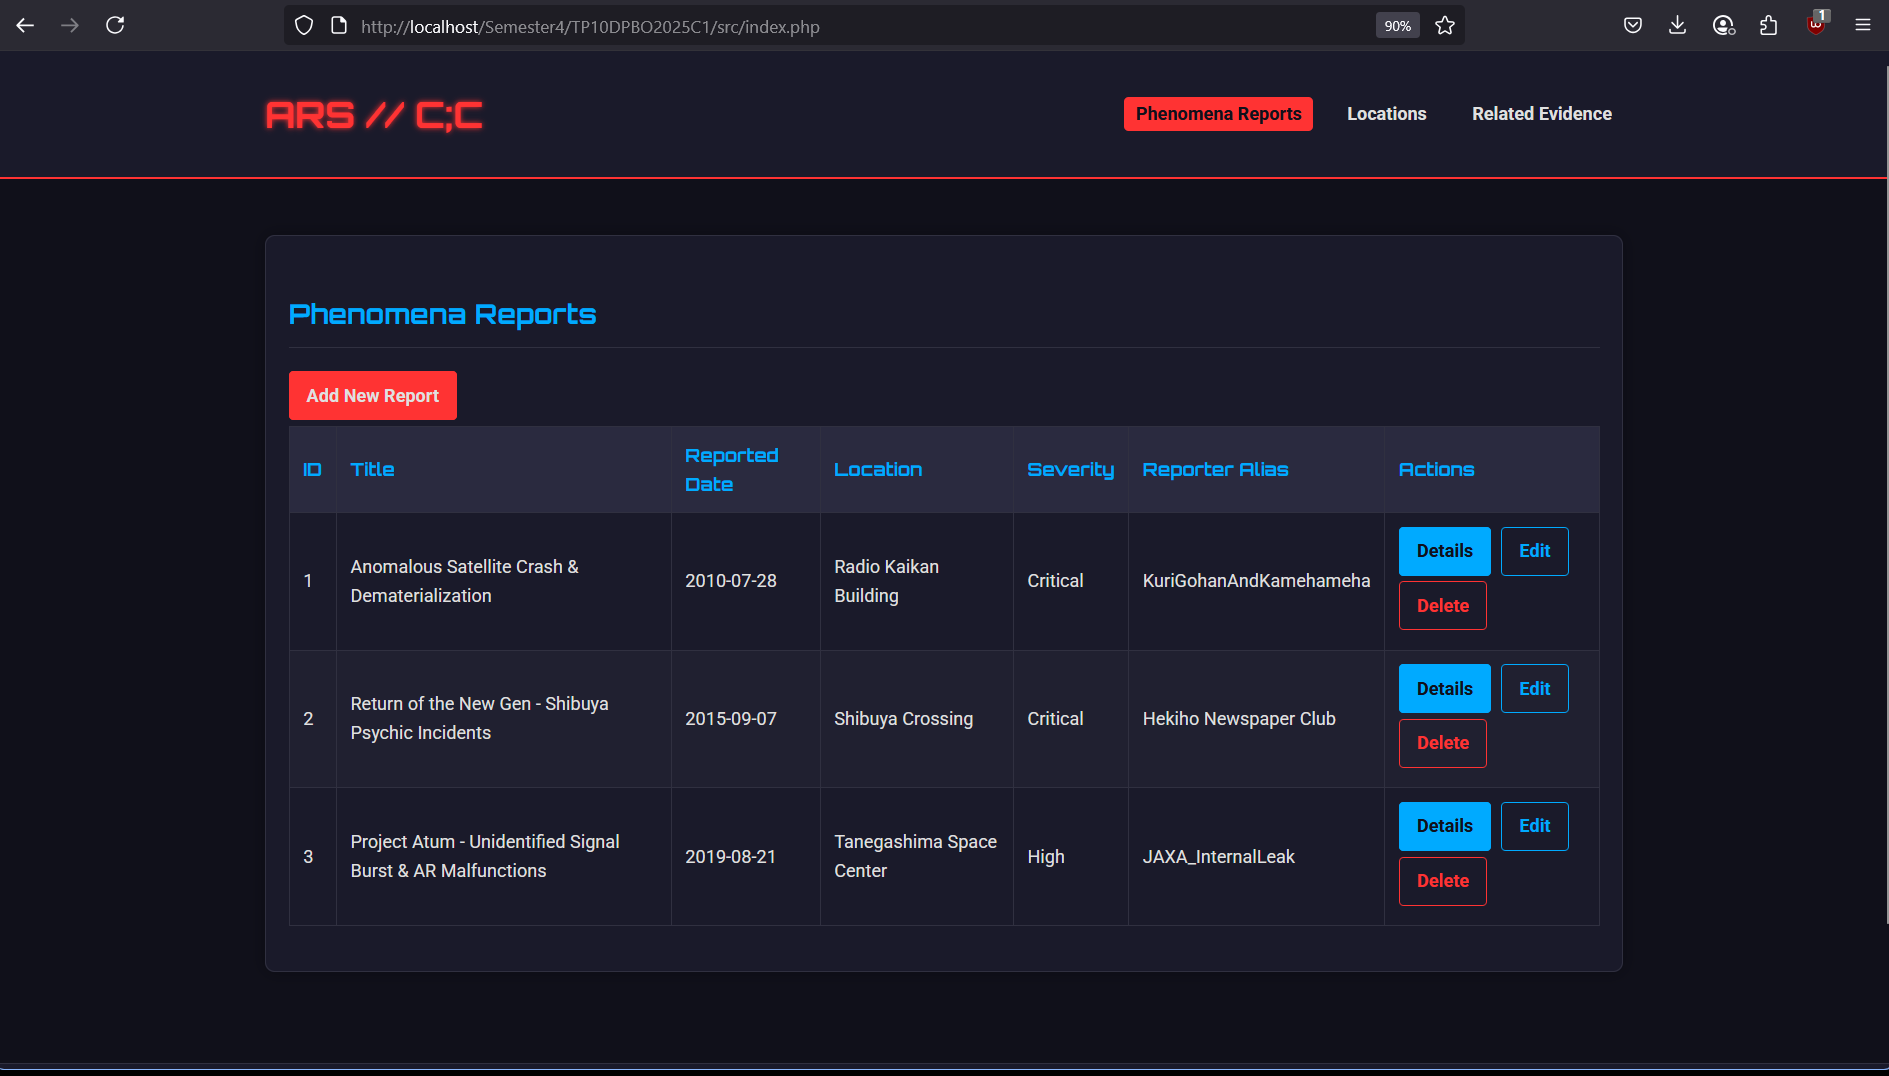 http://localhost/Semester4/TP10DPBO2025C1/src/index.php
90%
1
ARS // C;C
Phenomena Reports
Locations
Related Evidence
Phenomena Reports
Add New Report
ID
Title
Reported
Date
Location
Severity
Reporter Alias
Actions
1
Anomalous Satellite Crash &
Dematerialization
2010-07-28
Radio Kaikan
Building
Critical
KuriGohanAndKamehameha
Details
Edit
Delete
2
Return of the New Gen - Shibuya
Psychic Incidents
2015-09-07
Shibuya Crossing
Critical
Hekiho Newspaper Club
Details
Edit
Delete
3
Project Atum - Unidentified Signal
Burst & AR Malfunctions
2019-08-21
Tanegashima Space
Center
High
JAXA_InternalLeak
Details
Edit
Delete